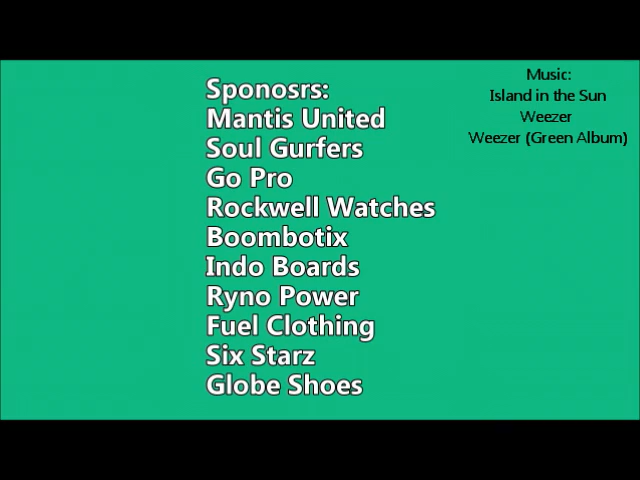 Sponosrs:
Mantis United
Soul Gurfers
Go Pro
Rockwell Watches
Boombotix
Indo Boards
Ryno Power
Fuel Clothing
Six Starz
Globe Shoes
Music:
Island in the Sun
Weezer
Weezer (Green Album)